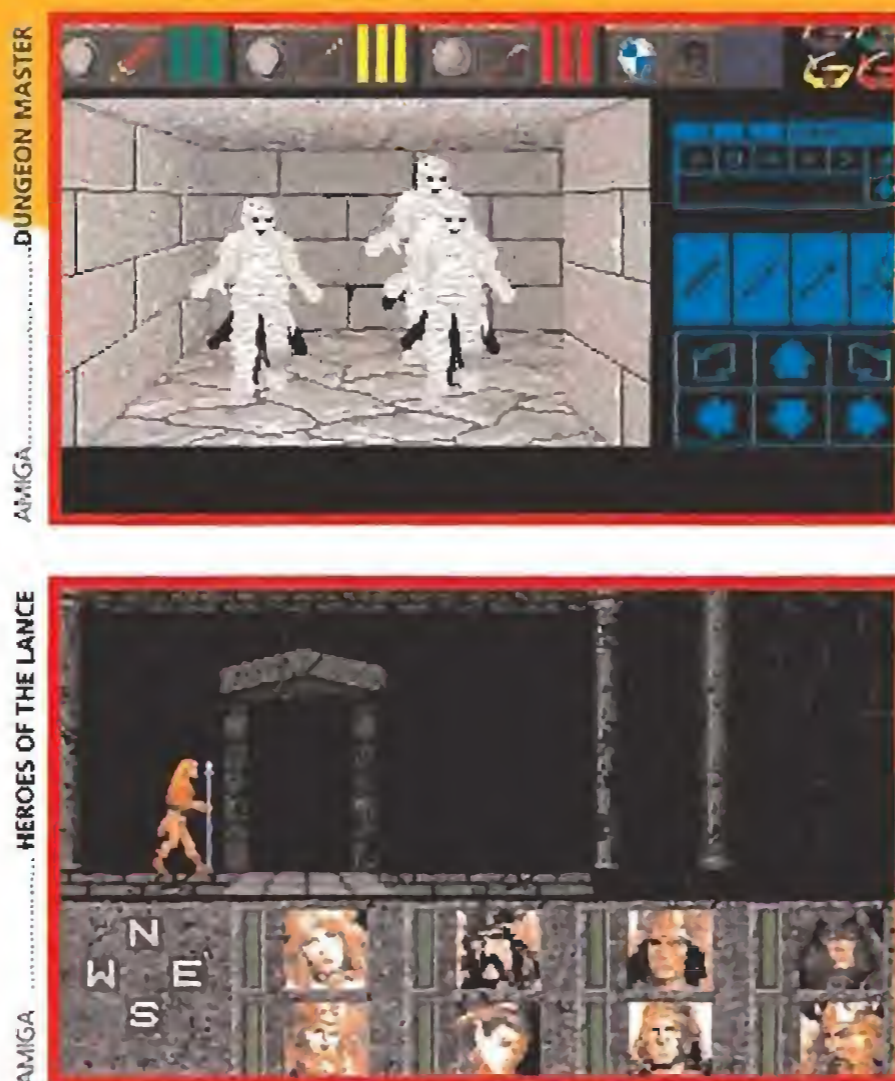 AMIGA....................DUNGEON MASTER
AMIGA ............... HEROES OF THE LANCE
N
W E
S